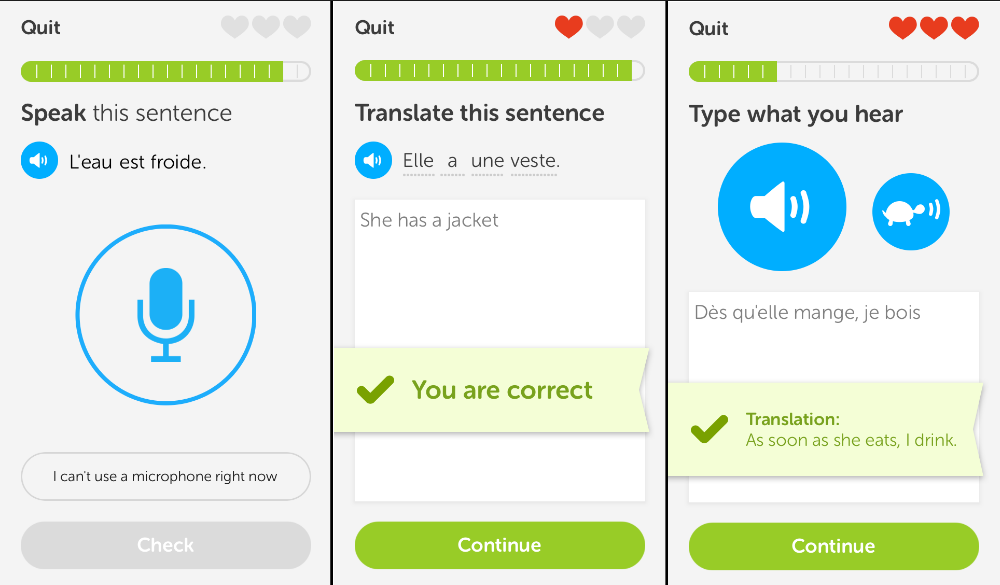 Quit
Speak this sentence
L'eau est froide.
I can't use a microphone right now
Check
Quit
Translate this sentence
Elle a une veste.
She has a jacket
You are correct
Continue
Quit
Type what you hear
Dès qu'elle mange, je bois
Translation:
As soon as she eats, I drink.
Continue